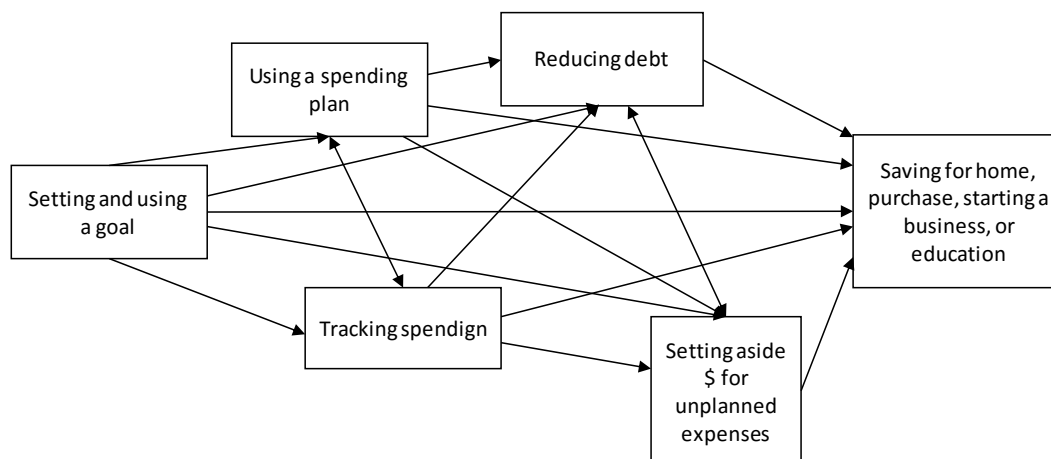 Using a spending
plan
Reducing debt
Setting and using
a goal
Saving for home,
purchase, starting a
business, or
education
Tracking spendign
Setting aside
$ for
unplanned
expenses